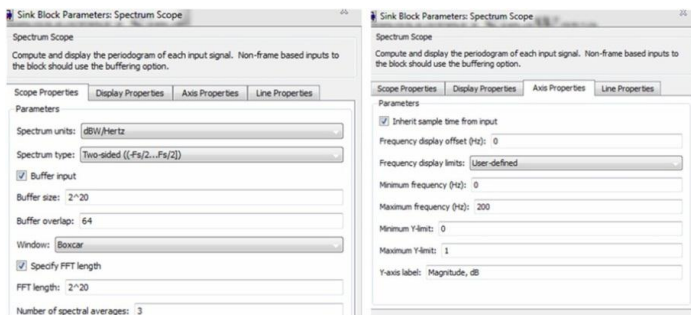 Sink Block Parameters: Spectrum Scope
Spectrum Scope
Compute and display the periodogram of each input signal. Non-frame based inputs to
the block should use the buffering option.
Scope Properties Display Properties Axis Properties Line Properties
Parameters
Spectrum units: dBW/Hertz
Spectrum type: Two-sided ((-Fs/2...Fs/2])
Buffer input
Buffer size: 2^20
Buffer overlap: 64
Window: Boxcar
Specify FFT length
FFT length: 2^20
Number of spectral averages: 3
Sink Block Parameters: Spectrum Scope
Spectrum Scope
Compute and display the periodogram of each input signal. Non-frame based inputs to
the block should use the buffering option.
Scope Properties Display Properties Axis Properties Line Properties
Parameters
Inherit sample time from input
Frequency display offset (Hz): 0
Frequency display limits: User-defined
Minimum frequency (Hz): 0
Maximum frequency (Hz): 200
Minimum Y-limit: 0
Maximum Y-limit: 1
Y-axis label: Magnitude, dB